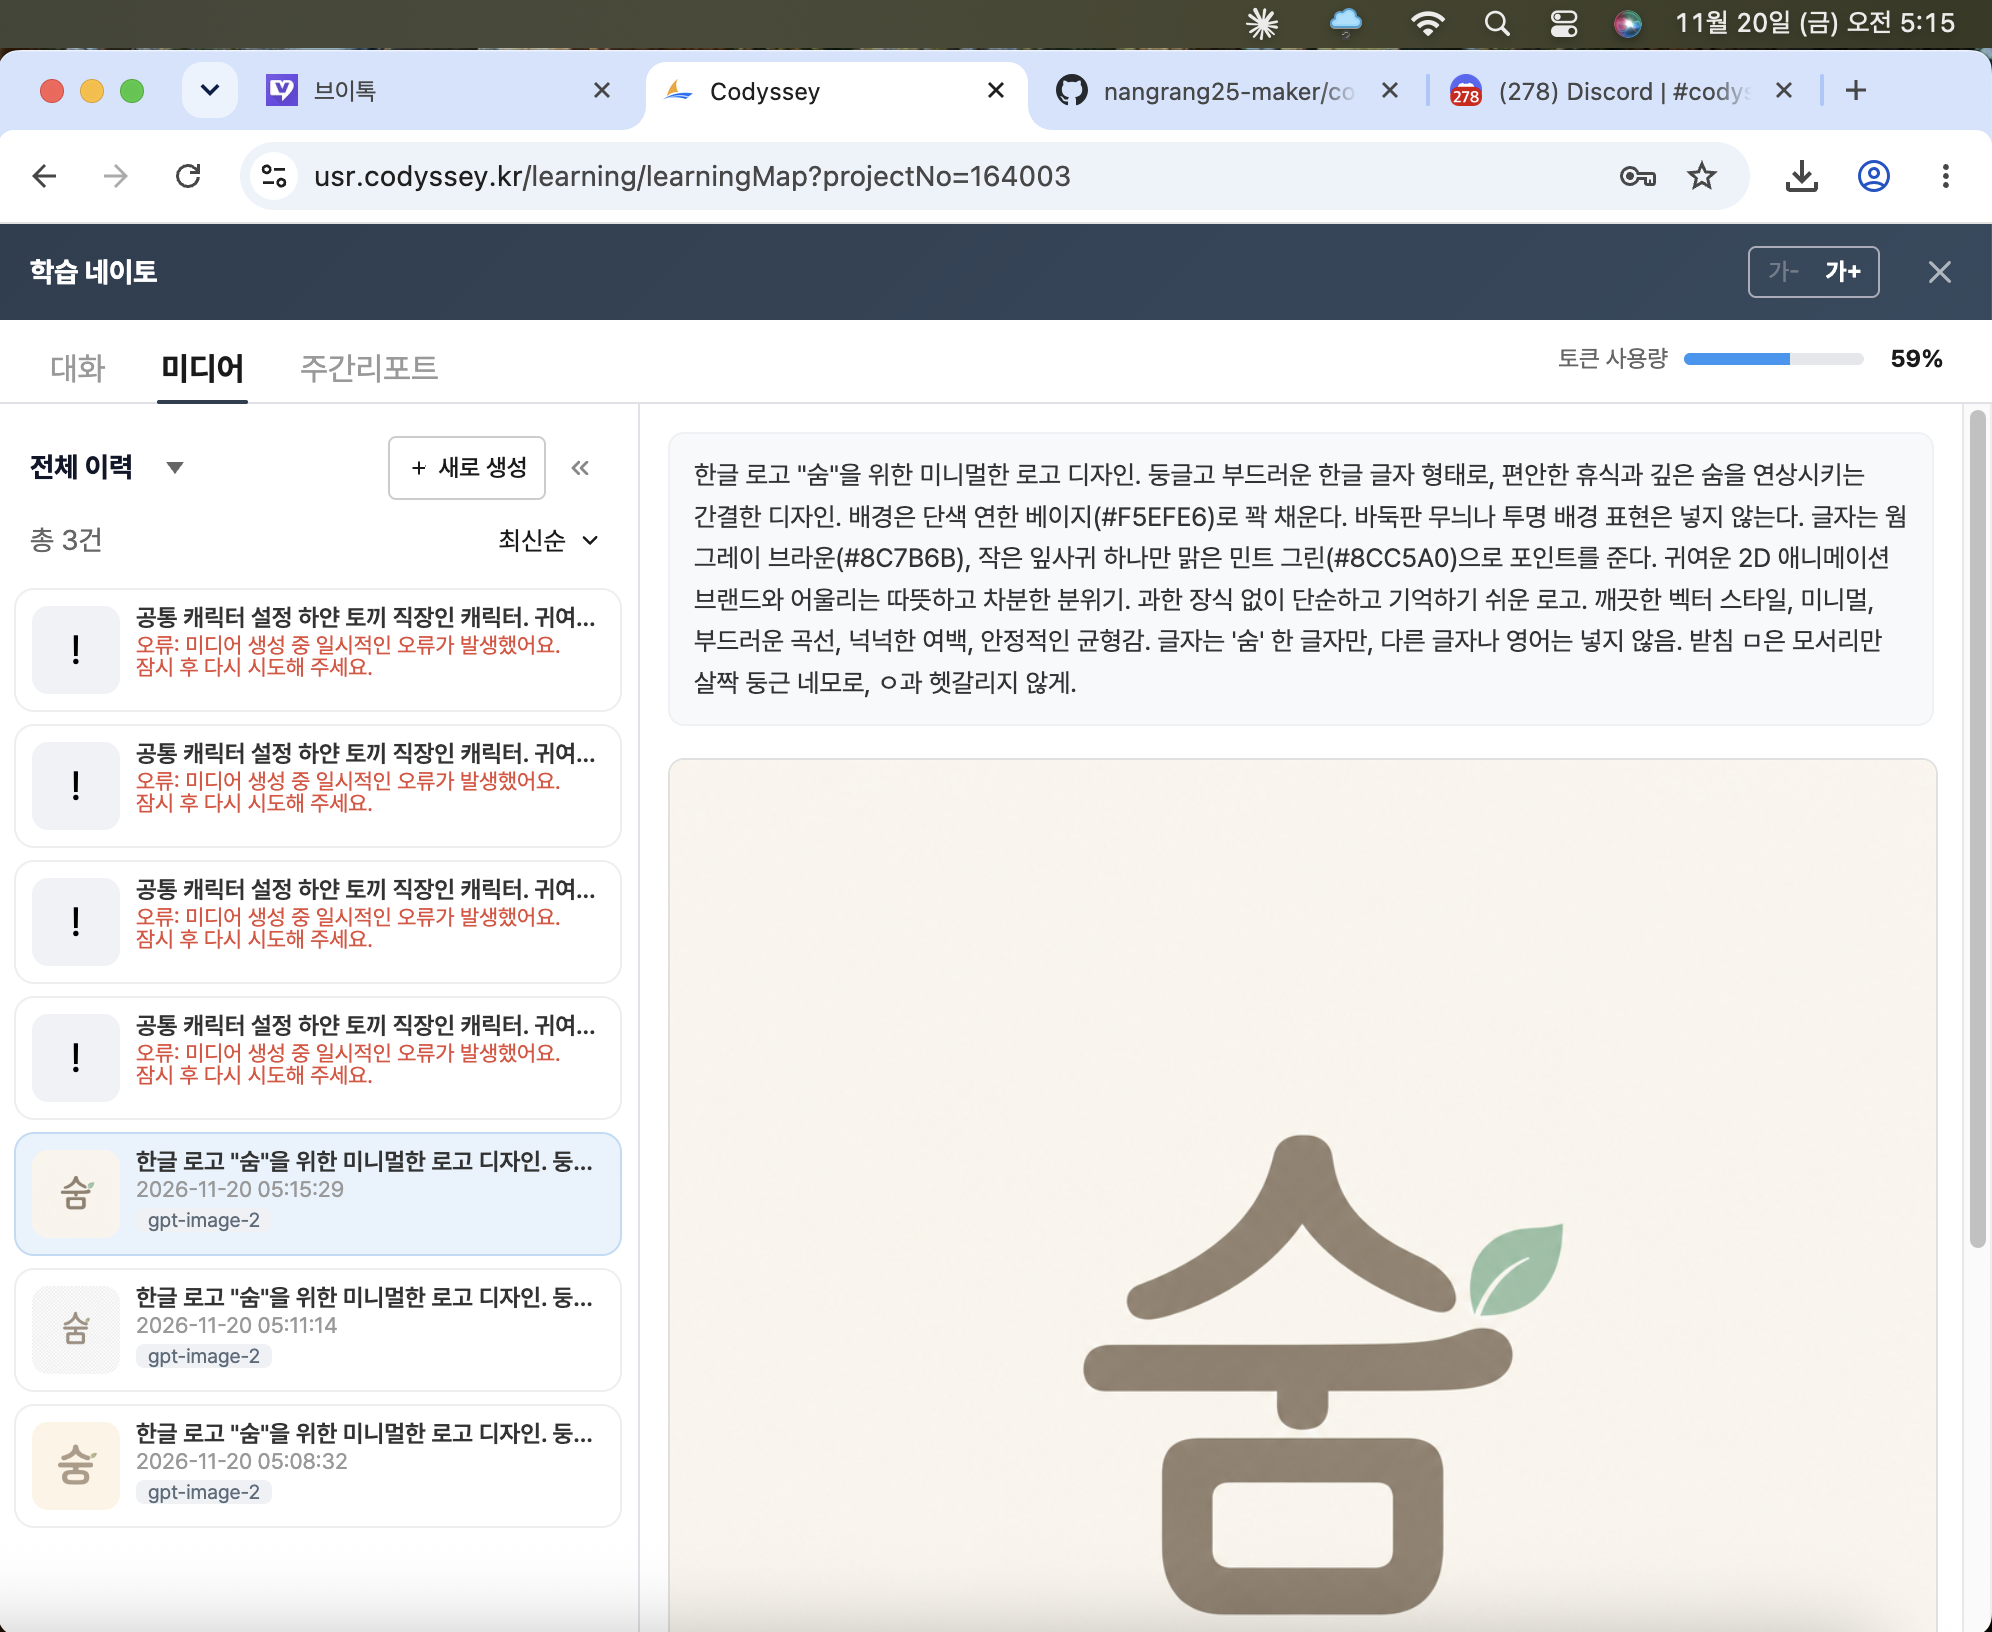 11월 20일 (금) 오전 5:15
브이톡
Codyssey
nangrang25-maker/co
278
(278) Discord | #codys
usr.codyssey.kr/learning/learningMap?projectNo=164003
학습 네이토
가- 가+
대화
미디어
주간리포트
토큰 사용량
59%
전체 이력
+ 새로 생성
총 3건
최신순
공통 캐릭터 설정 하얀 토끼 직장인 캐릭터. 귀여...
오류: 미디어 생성 중 일시적인 오류가 발생했어요.
잠시 후 다시 시도해 주세요.
공통 캐릭터 설정 하얀 토끼 직장인 캐릭터. 귀여...
오류: 미디어 생성 중 일시적인 오류가 발생했어요.
잠시 후 다시 시도해 주세요.
공통 캐릭터 설정 하얀 토끼 직장인 캐릭터. 귀여...
오류: 미디어 생성 중 일시적인 오류가 발생했어요.
잠시 후 다시 시도해 주세요.
공통 캐릭터 설정 하얀 토끼 직장인 캐릭터. 귀여...
오류: 미디어 생성 중 일시적인 오류가 발생했어요.
잠시 후 다시 시도해 주세요.
숨
한글 로고 "숨"을 위한 미니멀한 로고 디자인. 둥...
2026-11-20 05:15:29
gpt-image-2
숨
한글 로고 "숨"을 위한 미니멀한 로고 디자인. 둥...
2026-11-20 05:11:14
gpt-image-2
숭
한글 로고 "숨"을 위한 미니멀한 로고 디자인. 둥...
2026-11-20 05:08:32
gpt-image-2
한글 로고 "숨"을 위한 미니멀한 로고 디자인. 둥글고 부드러운 한글 글자 형태로, 편안한 휴식과 깊은 숨을 연상시키는
간결한 디자인. 배경은 단색 연한 베이지(#F5EFE6)로 꽉 채운다. 바둑판 무늬나 투명 배경 표현은 넣지 않는다. 글자는 웜
그레이 브라운(#8C7B6B), 작은 잎사귀 하나만 맑은 민트 그린(#8CC5A0)으로 포인트를 준다. 귀여운 2D 애니메이션
브랜드와 어울리는 따뜻하고 차분한 분위기. 과한 장식 없이 단순하고 기억하기 쉬운 로고. 깨끗한 벡터 스타일, 미니멀,
부드러운 곡선, 넉넉한 여백, 안정적인 균형감. 글자는 '숨' 한 글자만, 다른 글자나 영어는 넣지 않음. 받침 ㅁ은 모서리만
살짝 둥근 네모로, ㅇ과 헷갈리지 않게.
숨